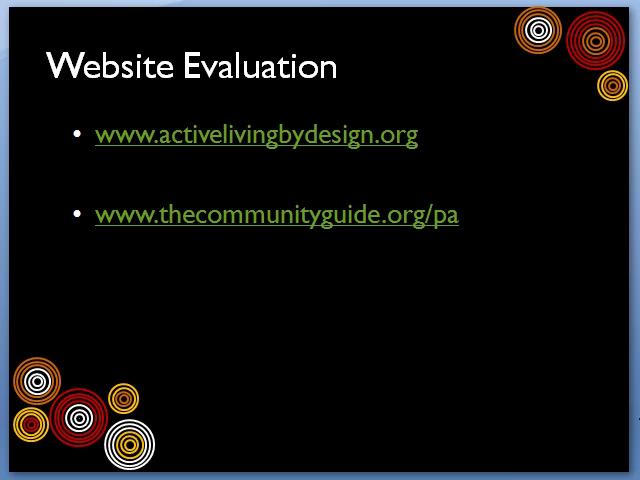 Website Evaluation
• www.activelivingbydesign.org
• www.thecommunityguide.org/pa